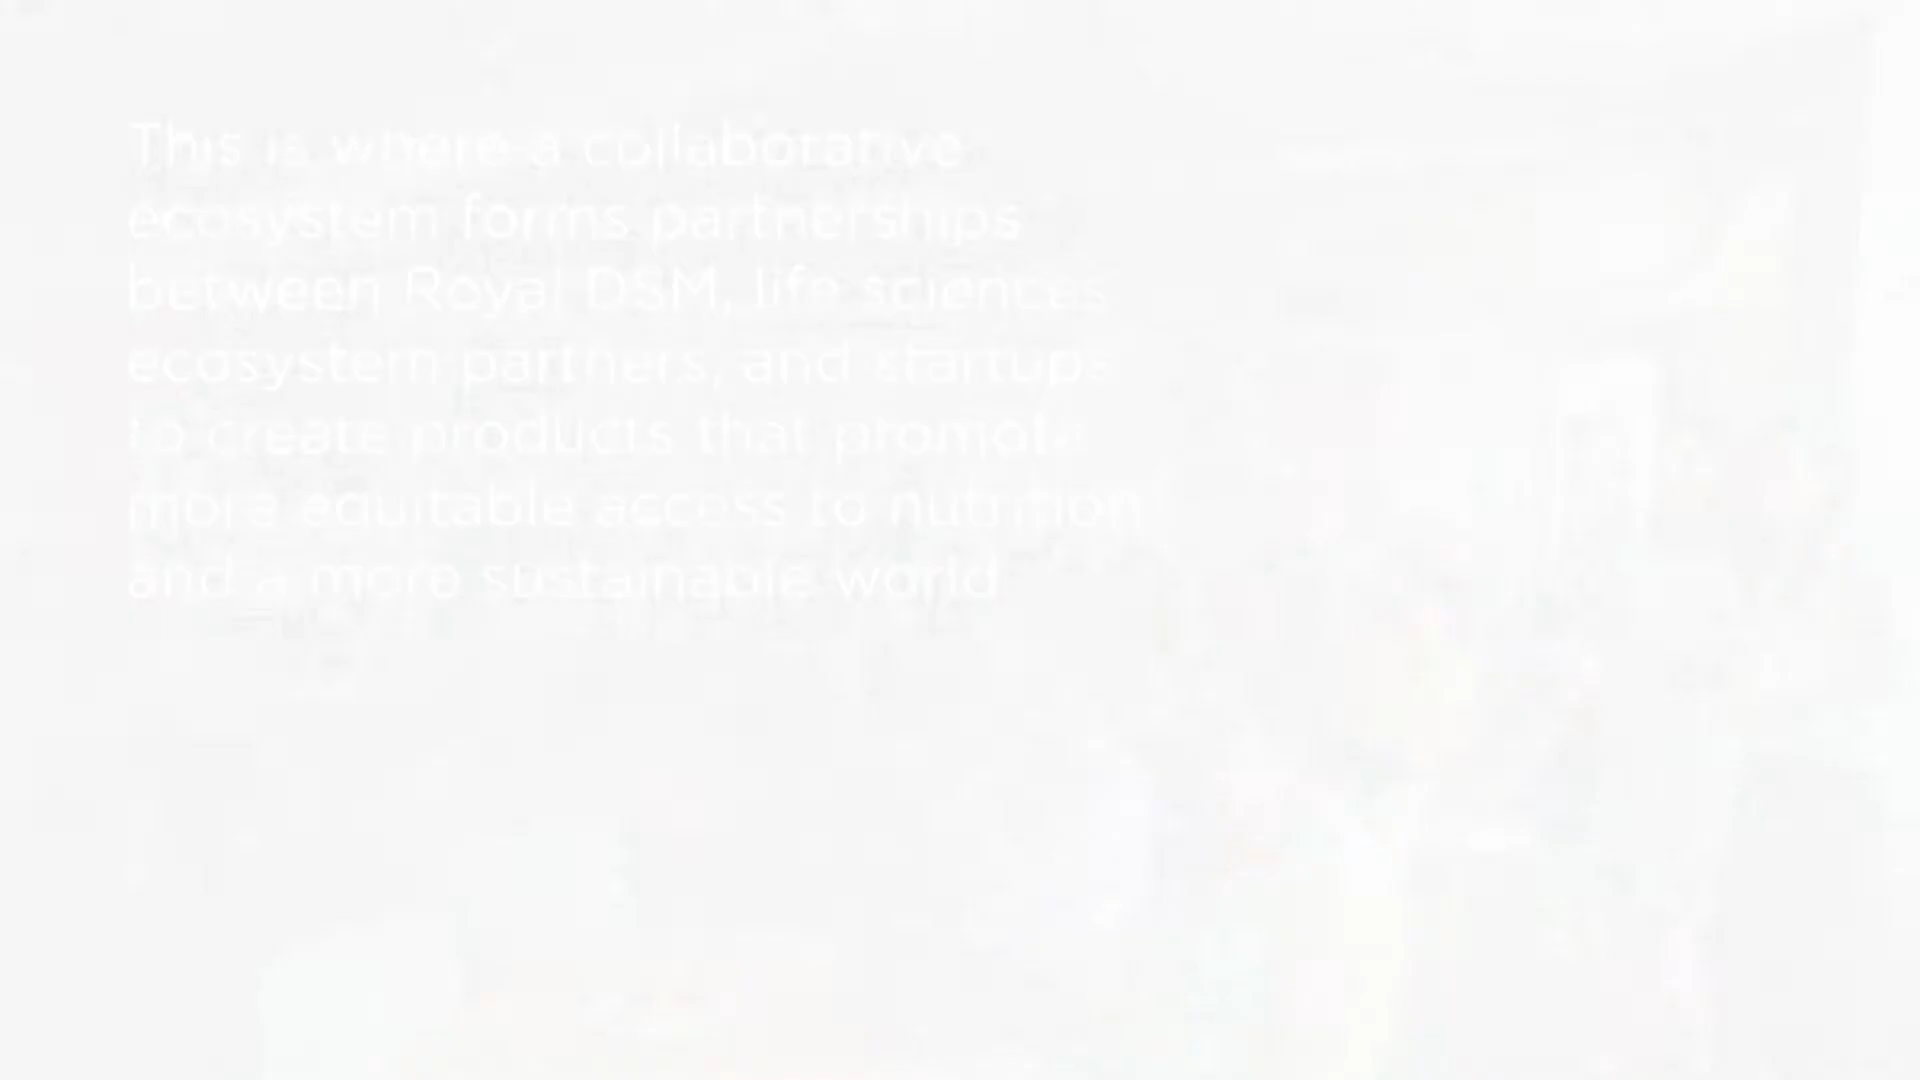 This is where a collaborative
ecosystem forms partnerships
between Royal DSM, life sciences
ecosystem partners, and startups
to create products that promote
more equitable access to nutrition
and a more sustainable world